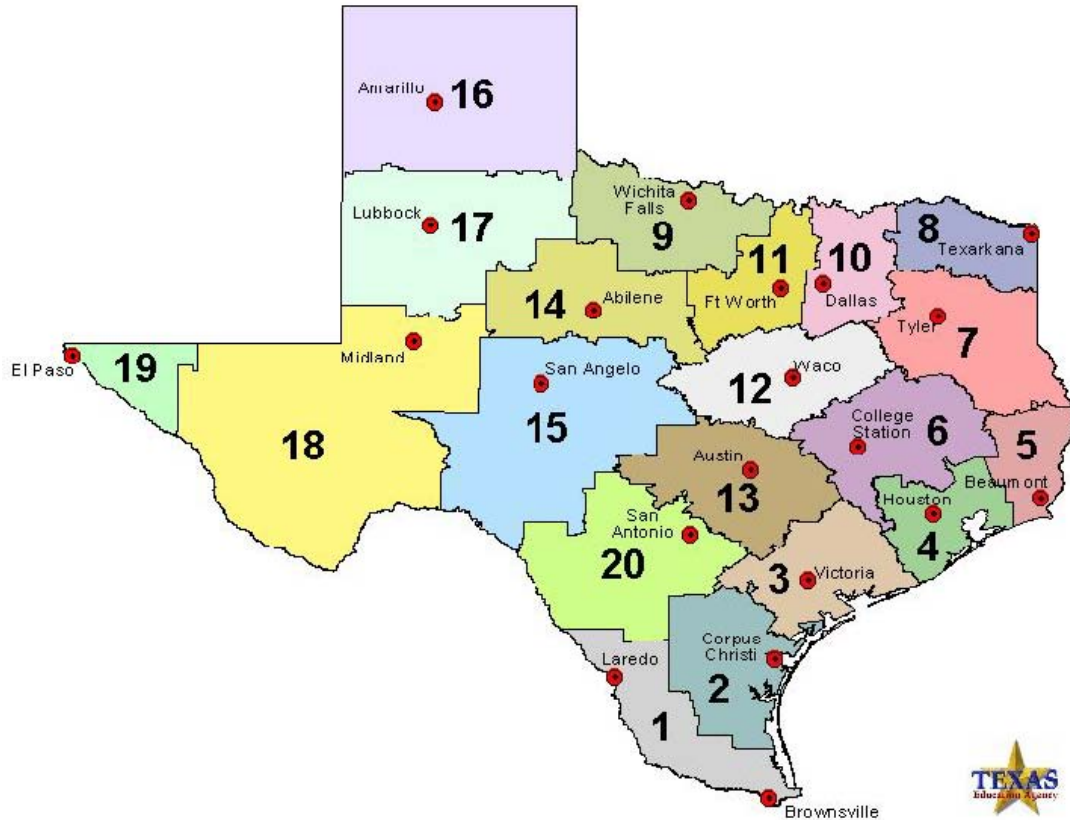 Amarillo
16
Lubbock
17
Wichita
Falls
9
11
Ft Worth
10
Dallas
8
Texarkana
14
Abilene
Tyler
7
El Paso
19
Midland
18
San Angelo
15
12
Waco
College
Station
6
5
Beaumont
Austin
13
Houston
4
San
Antonio
20
3
Victoria
Corpus
Christi
2
Laredo
1
Brownsville
TEXAS
Education Agency